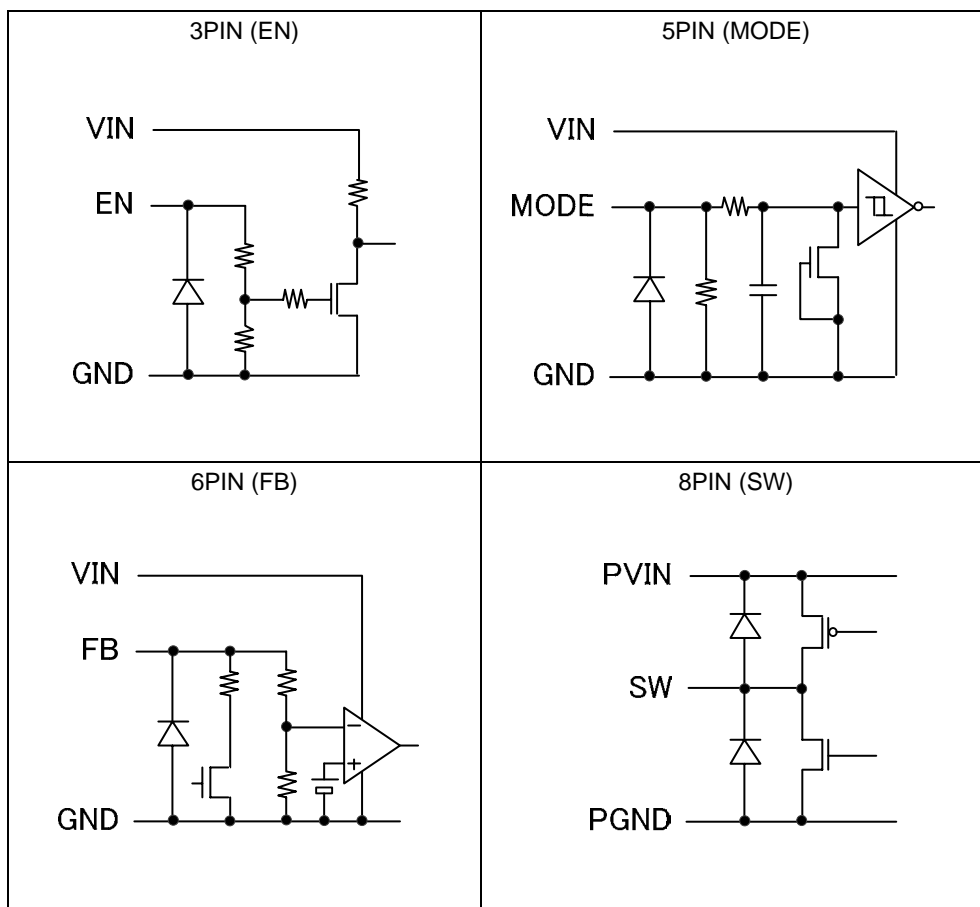 3PIN (EN)
VIN
EN
GND
5PIN (MODE)
VIN
MODE
GND
6PIN (FB)
VIN
FB
GND
8PIN (SW)
PVIN
SW
PGND